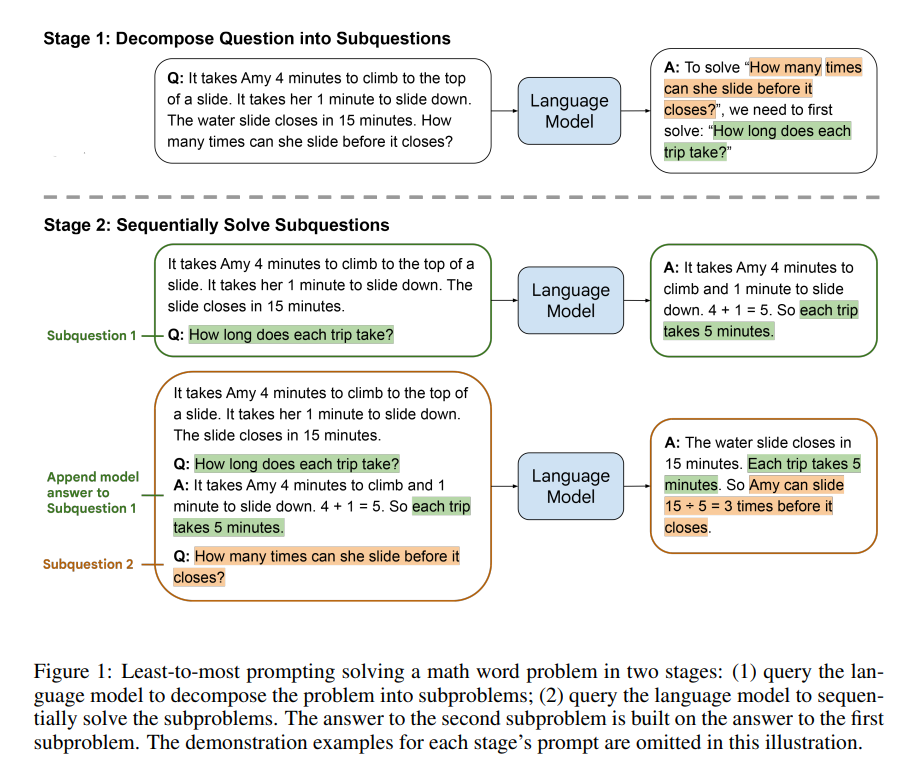 Stage 1: Decompose Question into Subquestions
Q: It takes Amy 4 minutes to climb to the top
of a slide. It takes her 1 minute to slide down.
The water slide closes in 15 minutes. How
many times can she slide before it closes?
Language
Model
A: To solve “How many times
can she slide before it
closes?”, we need to first
solve: “How long does each
trip take?”
Stage 2: Sequentially Solve Subquestions
It takes Amy 4 minutes to climb to the top of a
slide. It takes her 1 minute to slide down. The
slide closes in 15 minutes.
Subquestion 1
Q: How long does each trip take?
Language
Model
A: It takes Amy 4 minutes to
climb and 1 minute to slide
down. 4 + 1 = 5. So each trip
takes 5 minutes.
It takes Amy 4 minutes to climb to the top of
a slide. It takes her 1 minute to slide down.
The slide closes in 15 minutes.
Append model
answer to
Subquestion 1
Q: How long does each trip take?
A: It takes Amy 4 minutes to climb and 1
minute to slide down. 4 + 1 = 5. So each trip
takes 5 minutes.
Subquestion 2
Q: How many times can she slide before it
closes?
Language
Model
A: The water slide closes in
15 minutes. Each trip takes 5
minutes. So Amy can slide
15 ÷ 5 = 3 times before it
closes.
Figure 1: Least-to-most prompting solving a math word problem in two stages: (1) query the lan-
guage model to decompose the problem into subproblems; (2) query the language model to sequen-
tially solve the subproblems. The answer to the second subproblem is built on the answer to the first
subproblem. The demonstration examples for each stage’s prompt are omitted in this illustration.